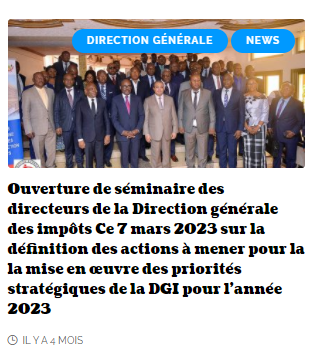 DIRECTION GÉNÉRALE
NEWS
Ouverture de séminaire des
directeurs de la Direction générale
des impôts Ce 7 mars 2023 sur la
définition des actions à mener pour la
la mise en œuvre des priorités
stratégiques de la DGI pour l'année
2023
IL Y A 4 MOIS